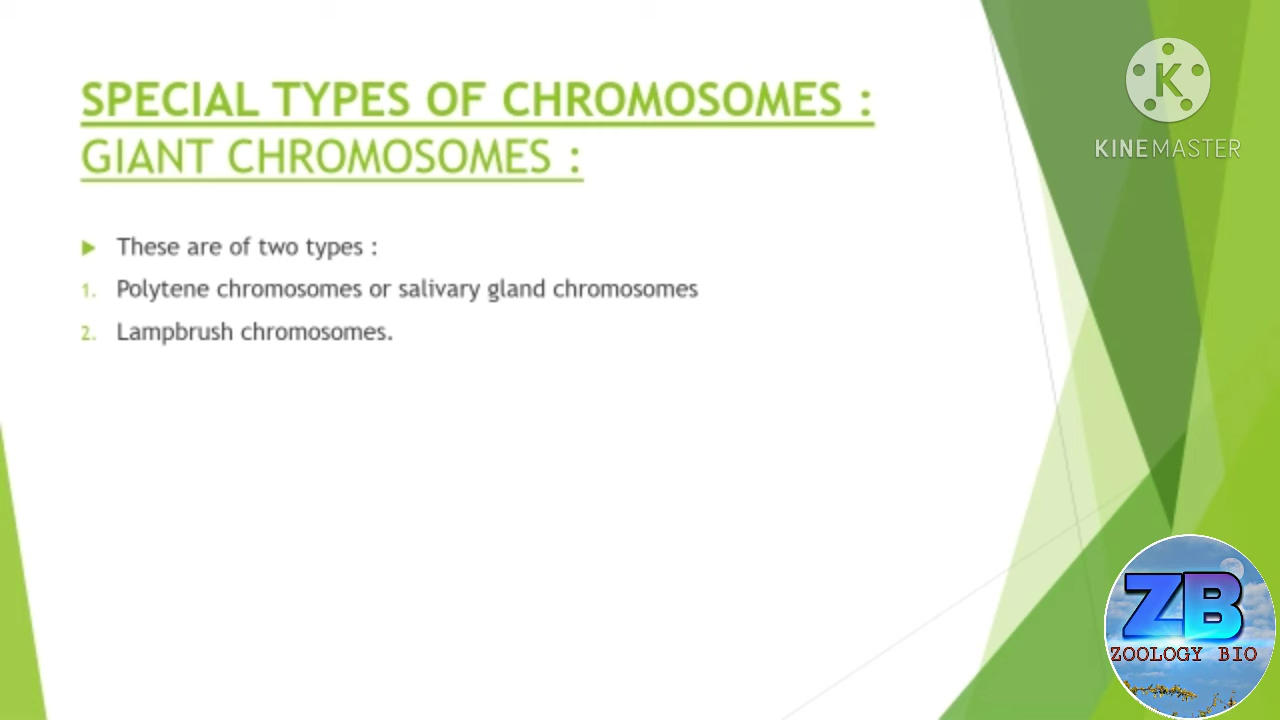 SPECIAL TYPES OF CHROMOSOMES :
GIANT CHROMOSOMES :
These are of two types :
1. Polytene chromosomes or salivary gland chromosomes
2. Lampbrush chromosomes.
K
KINEMASTER
ZB
ZOOLOGY BIO